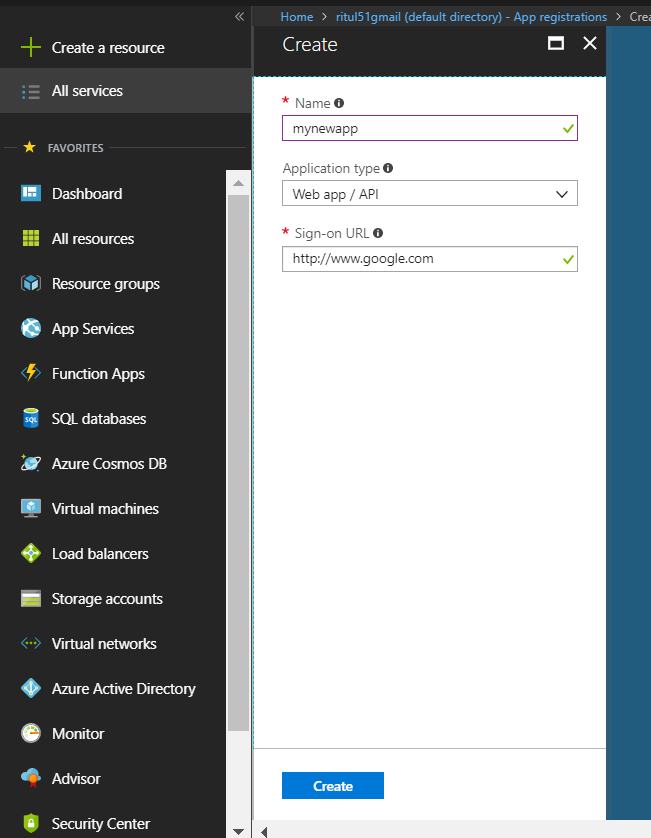 «
Create a resource
All services
FAVORITES
Dashboard
All resources
Resource groups
App Services
Function Apps
SQL databases
Azure Cosmos DB
Virtual machines
Load balancers
Storage accounts
Virtual networks
Azure Active Directory
Monitor
Advisor
Security Center
Home > ritul51gmail (default directory) - App registrations > Crea
Create
* Name
mynewapp
Application type
Web app / API
* Sign-on URL
http://www.google.com
Create